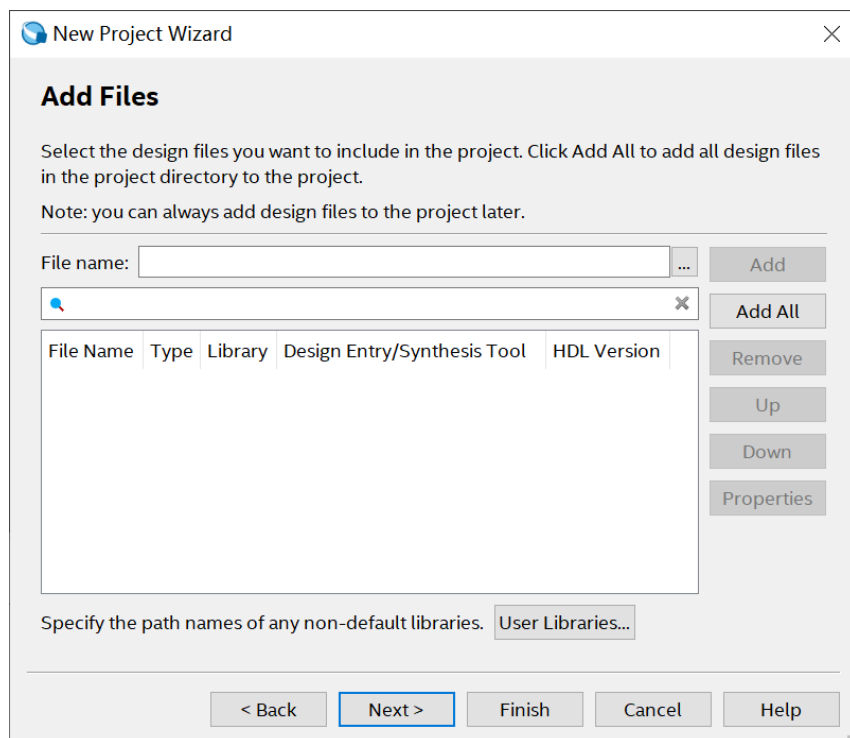 New Project Wizard
Add Files
Select the design files you want to include in the project. Click Add All to add all design files
in the project directory to the project.
Note: you can always add design files to the project later.
File name: ... Add
Add All
File Name Type Library Design Entry/Synthesis Tool HDL Version
Remove
Up
Down
Properties
Specify the path names of any non-default libraries. User Libraries...
< Back Next > Finish Cancel Help